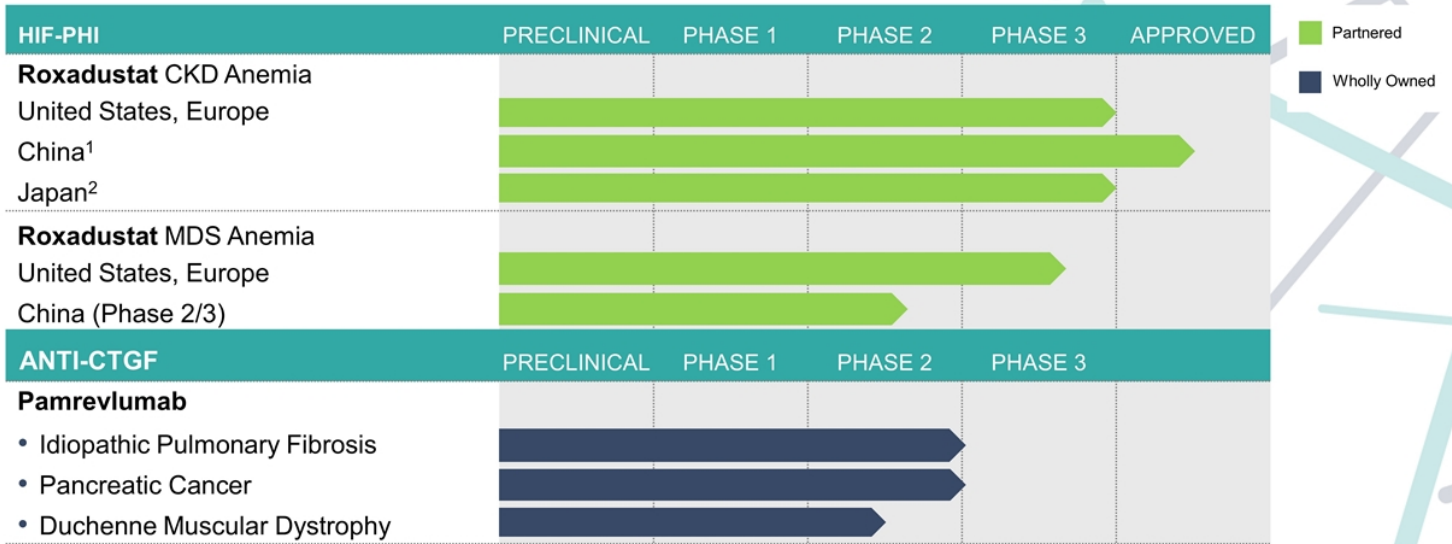 HIF-PHI PRECLINICAL PHASE 1 PHASE 2 PHASE 3 APPROVED
Partnered
Wholly Owned
Roxadustat CKD Anemia
United States, Europe
China¹
Japan²
Roxadustat MDS Anemia
United States, Europe
China (Phase 2/3)
ANTI-CTGF PRECLINICAL PHASE 1 PHASE 2 PHASE 3
Pamrevlumab
• Idiopathic Pulmonary Fibrosis
• Pancreatic Cancer
• Duchenne Muscular Dystrophy